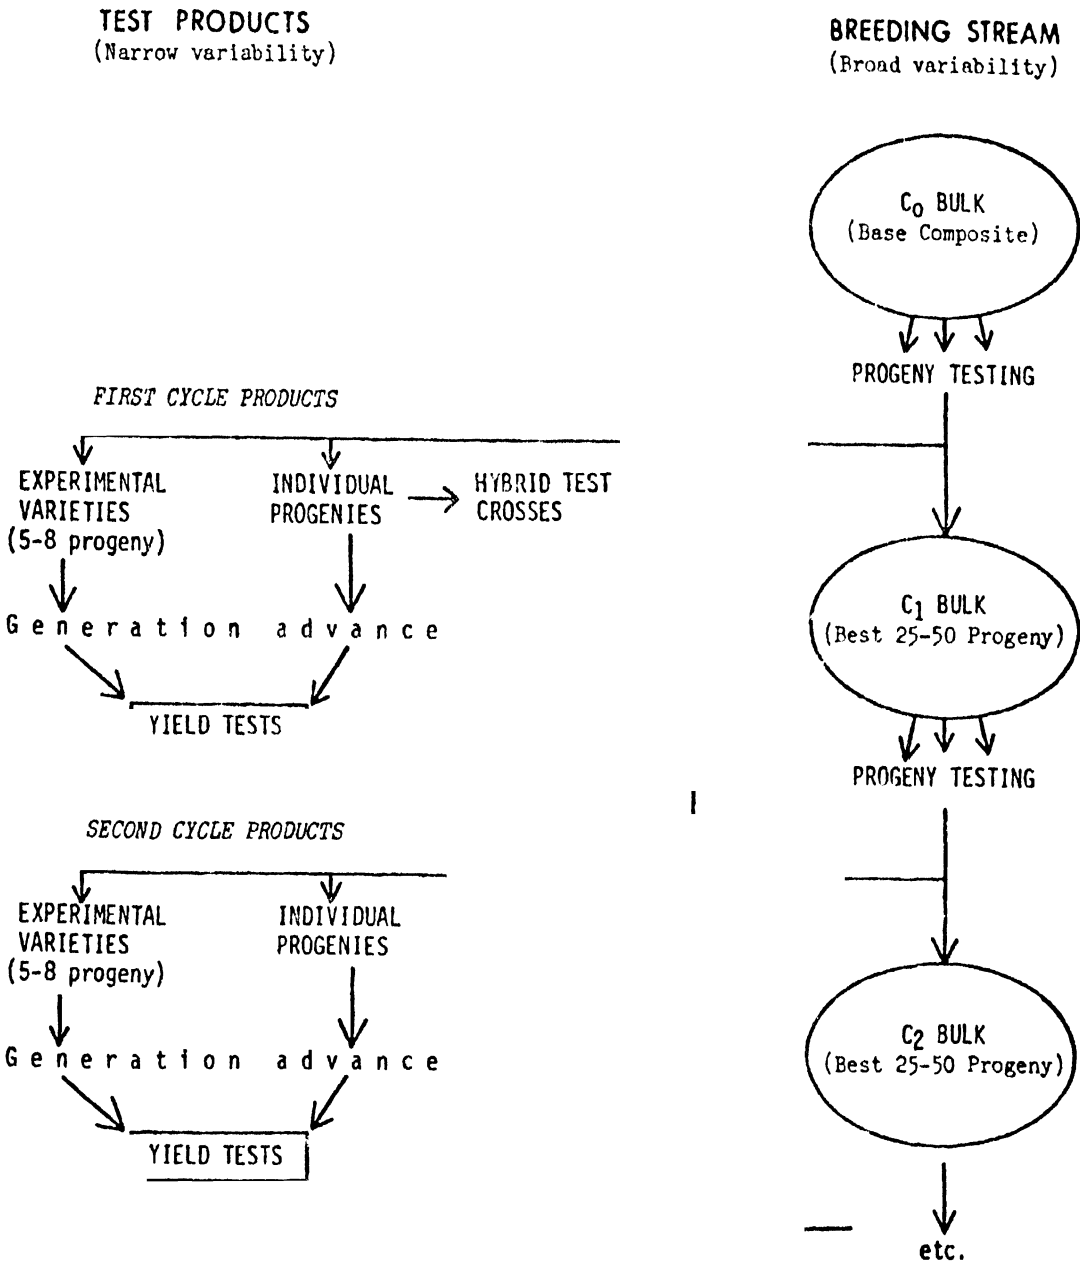 TEST PRODUCTS
(Narrow variability)
BREEDING STREAM
(Broad variability)
C0 BULK
(Base Composite)
PROGENY TESTING
FIRST CYCLE PRODUCTS
EXPERIMENTAL
VARIETIES
(5-8 progeny)
INDIVIDUAL
PROGENIES
HYBRID TEST
CROSSES
Generation advance
YIELD TESTS
C1 BULK
(Best 25-50 Progeny)
PROGENY TESTING
SECOND CYCLE PRODUCTS
EXPERIMENTAL
VARIETIES
(5-8 progeny)
INDIVIDUAL
PROGENIES
Generation advance
YIELD TESTS
C2 BULK
(Best 25-50 Progeny)
etc.